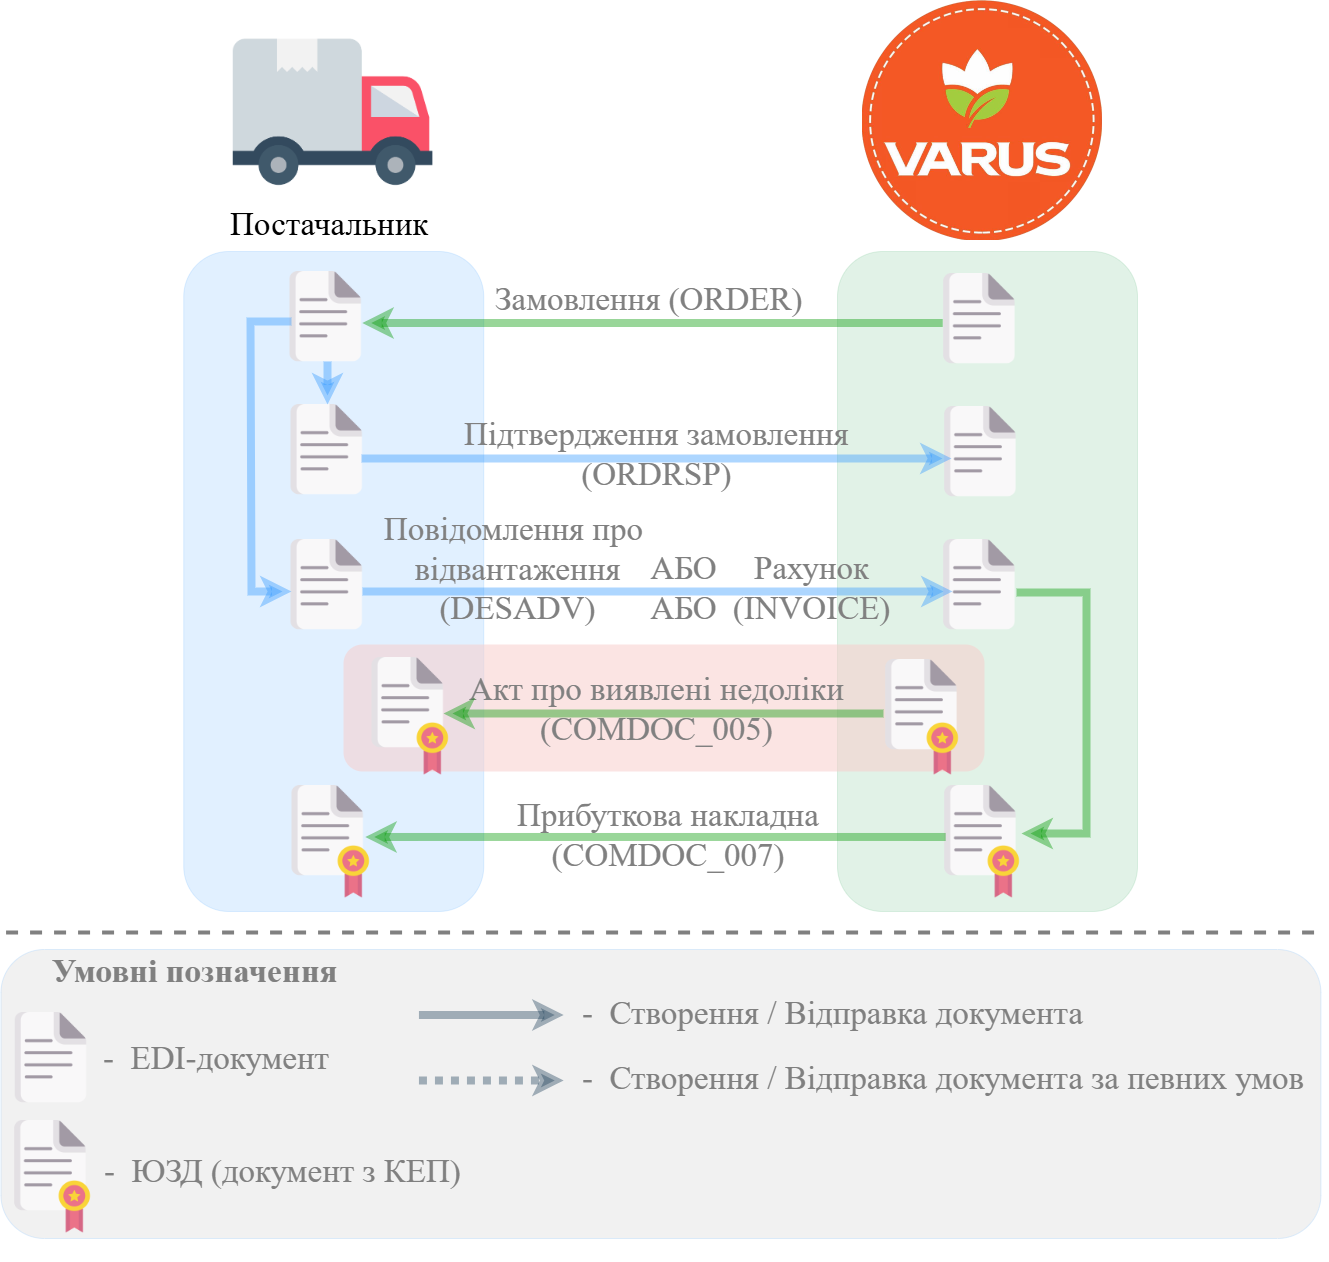 VARUS
Постачальник
Замовлення (ORDER)
Підтвердження замовлення
(ORDRSP)
Повідомлення про
відвантаження АБО Рахунок
(DESADV) АБО (INVOICE)
Акт про виявлені недоліки
(COMDOC_005)
Прибуткова накладна
(COMDOC_007)
Умовні позначення
- Створення / Відправка документа
- EDI-документ
- Створення / Відправка документа за певних умов
- ЮЗД (документ з КЕП)